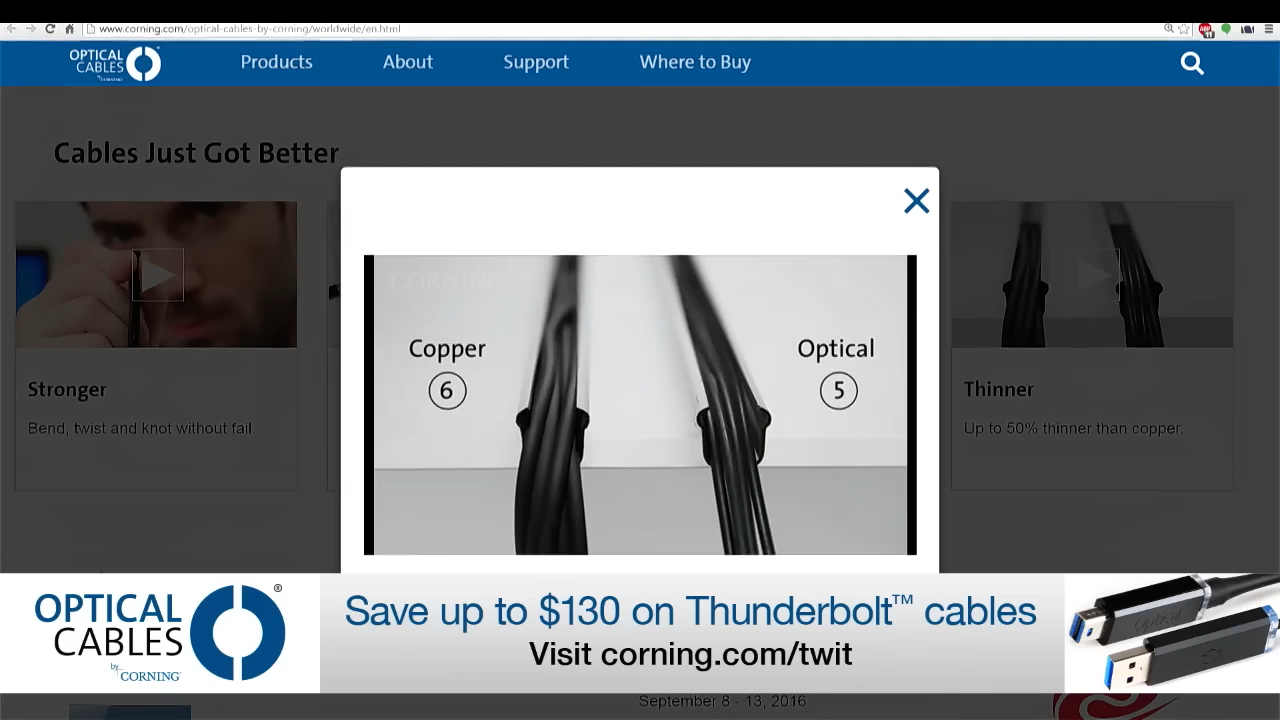 www.corning.com/optical-cables-by-corning/worldwide/en.html
OPTICAL
CABLES
by CORNING
Products
About
Support
Where to Buy
Cables Just Got Better
CORNING
Copper
6
Optical
5
Stronger
Bend, twist and knot without fail.
Thinner
Up to 50% thinner than copper.
OPTICAL
CABLES
by CORNING
®
Save up to $130 on Thunderbolt™ cables
Visit corning.com/twit
September 8 - 13, 2016